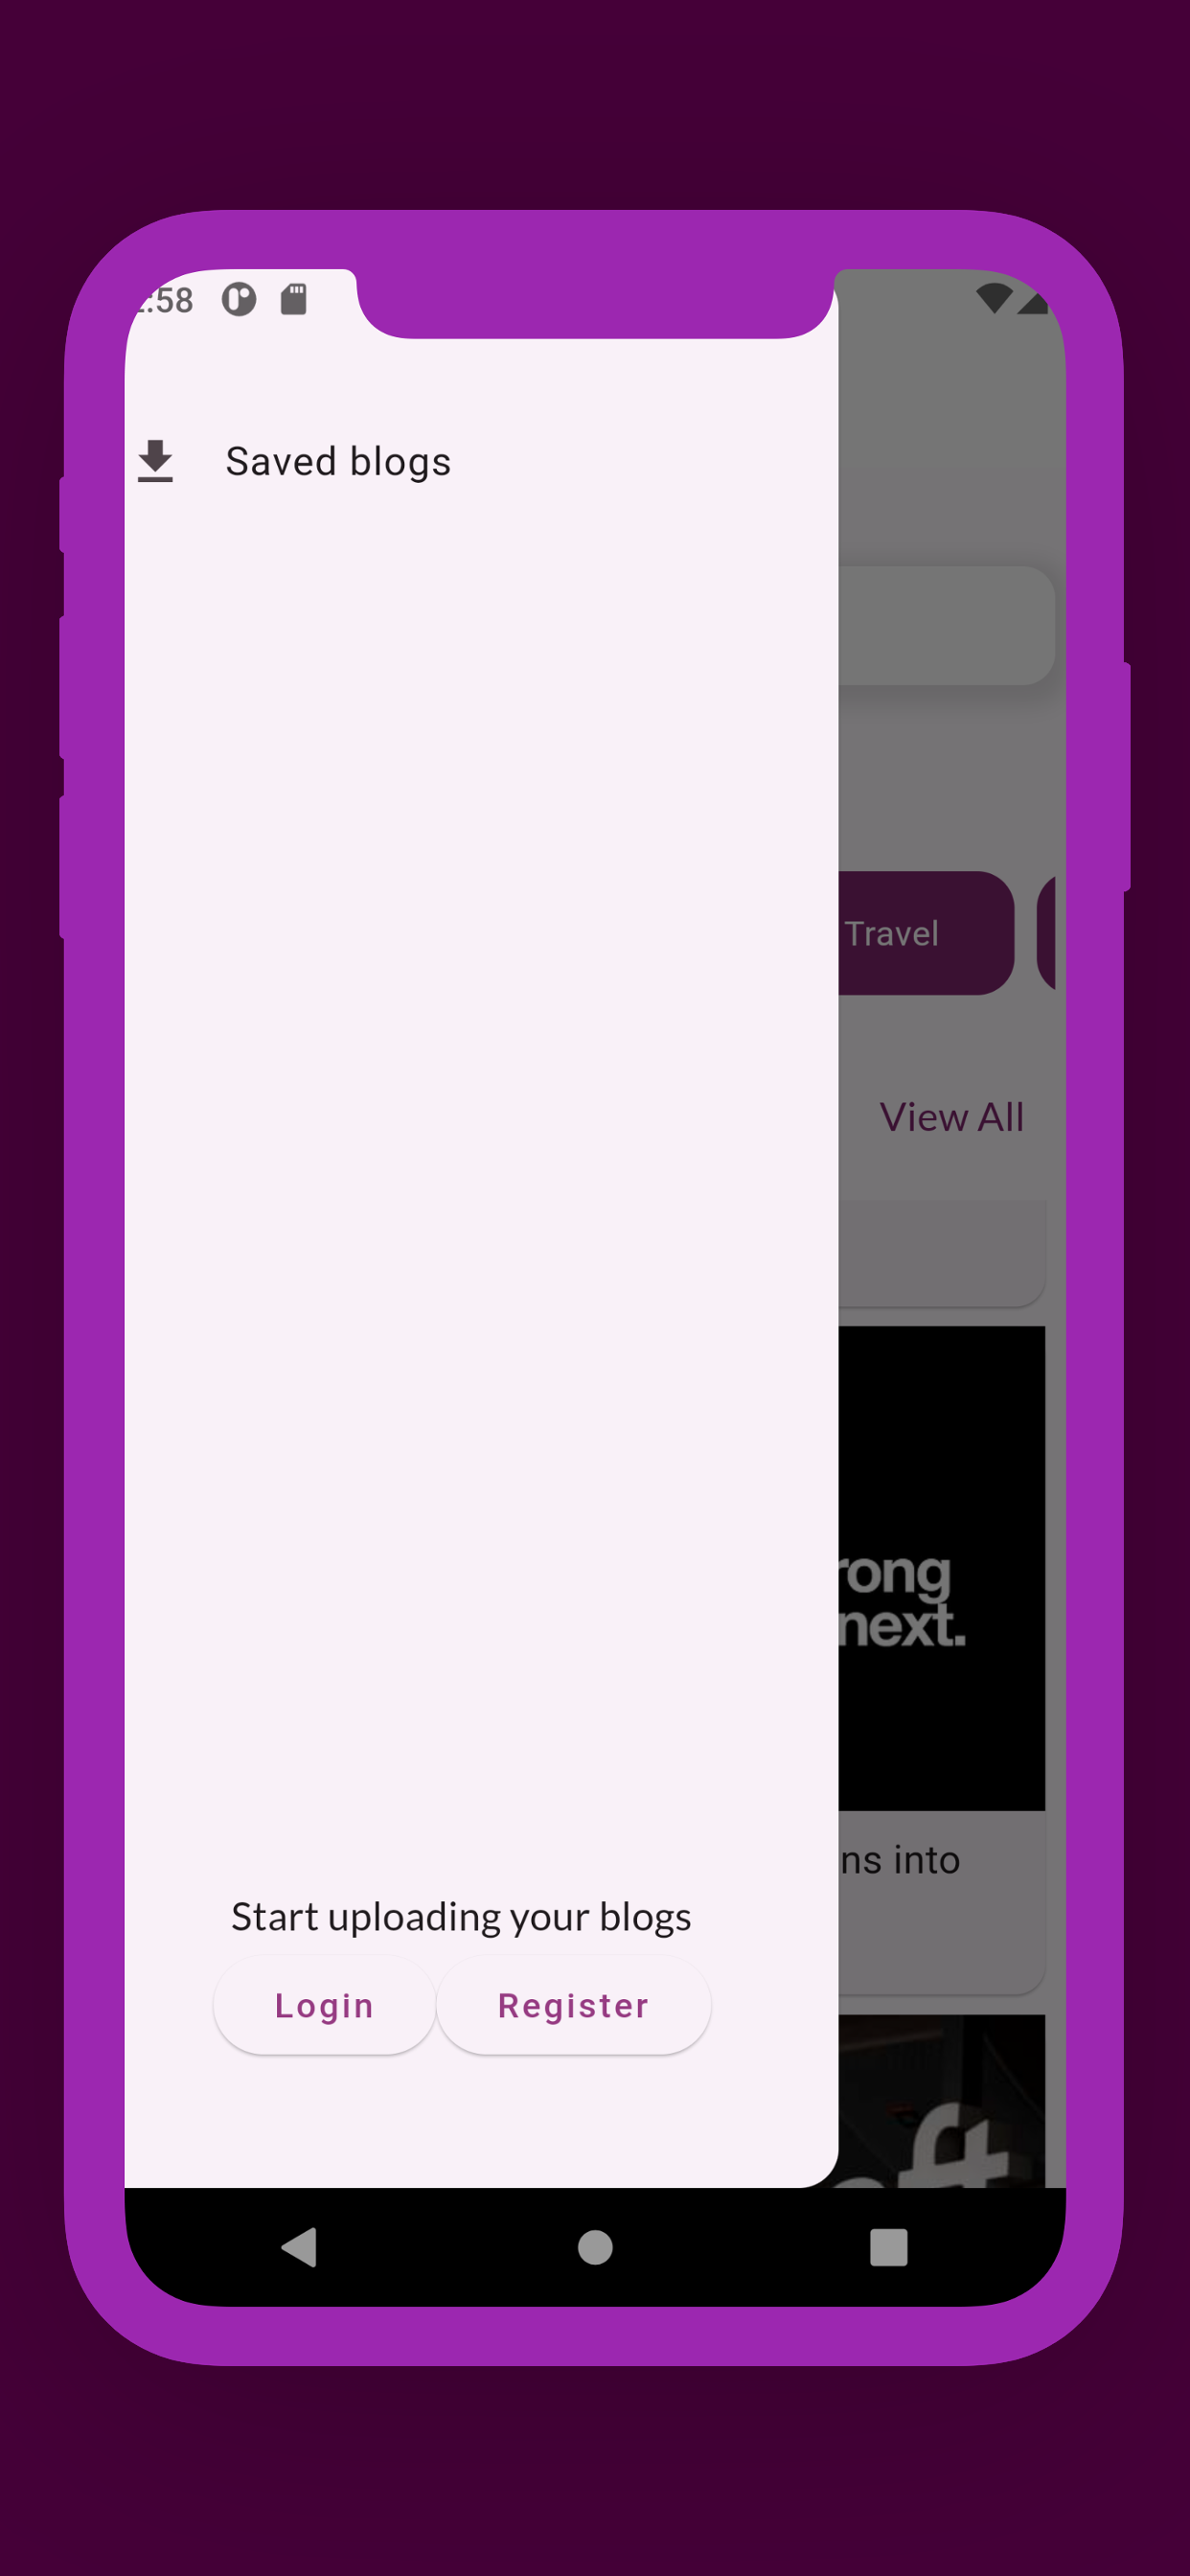 :58
Saved blogs
Travel
View All
rong
next.
ns into
Start uploading your blogs
Login Register